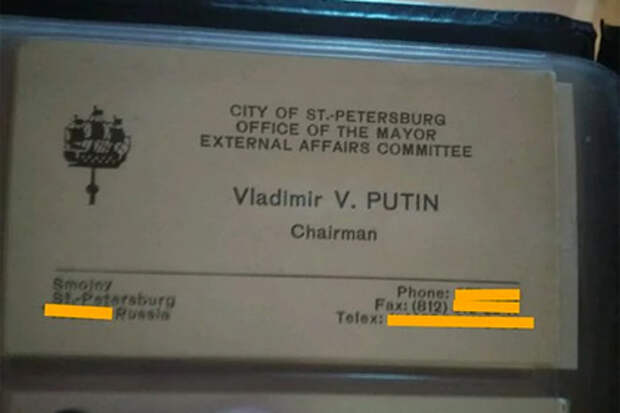 CITY OF ST.-PETERSBURG
OFFICE OF THE MAYOR
EXTERNAL AFFAIRS COMMITTEE
Vladimir V. PUTIN
Chairman
Smolny
St.-Petersburg
Russia
Phone:
Fax: (812)
Telex: